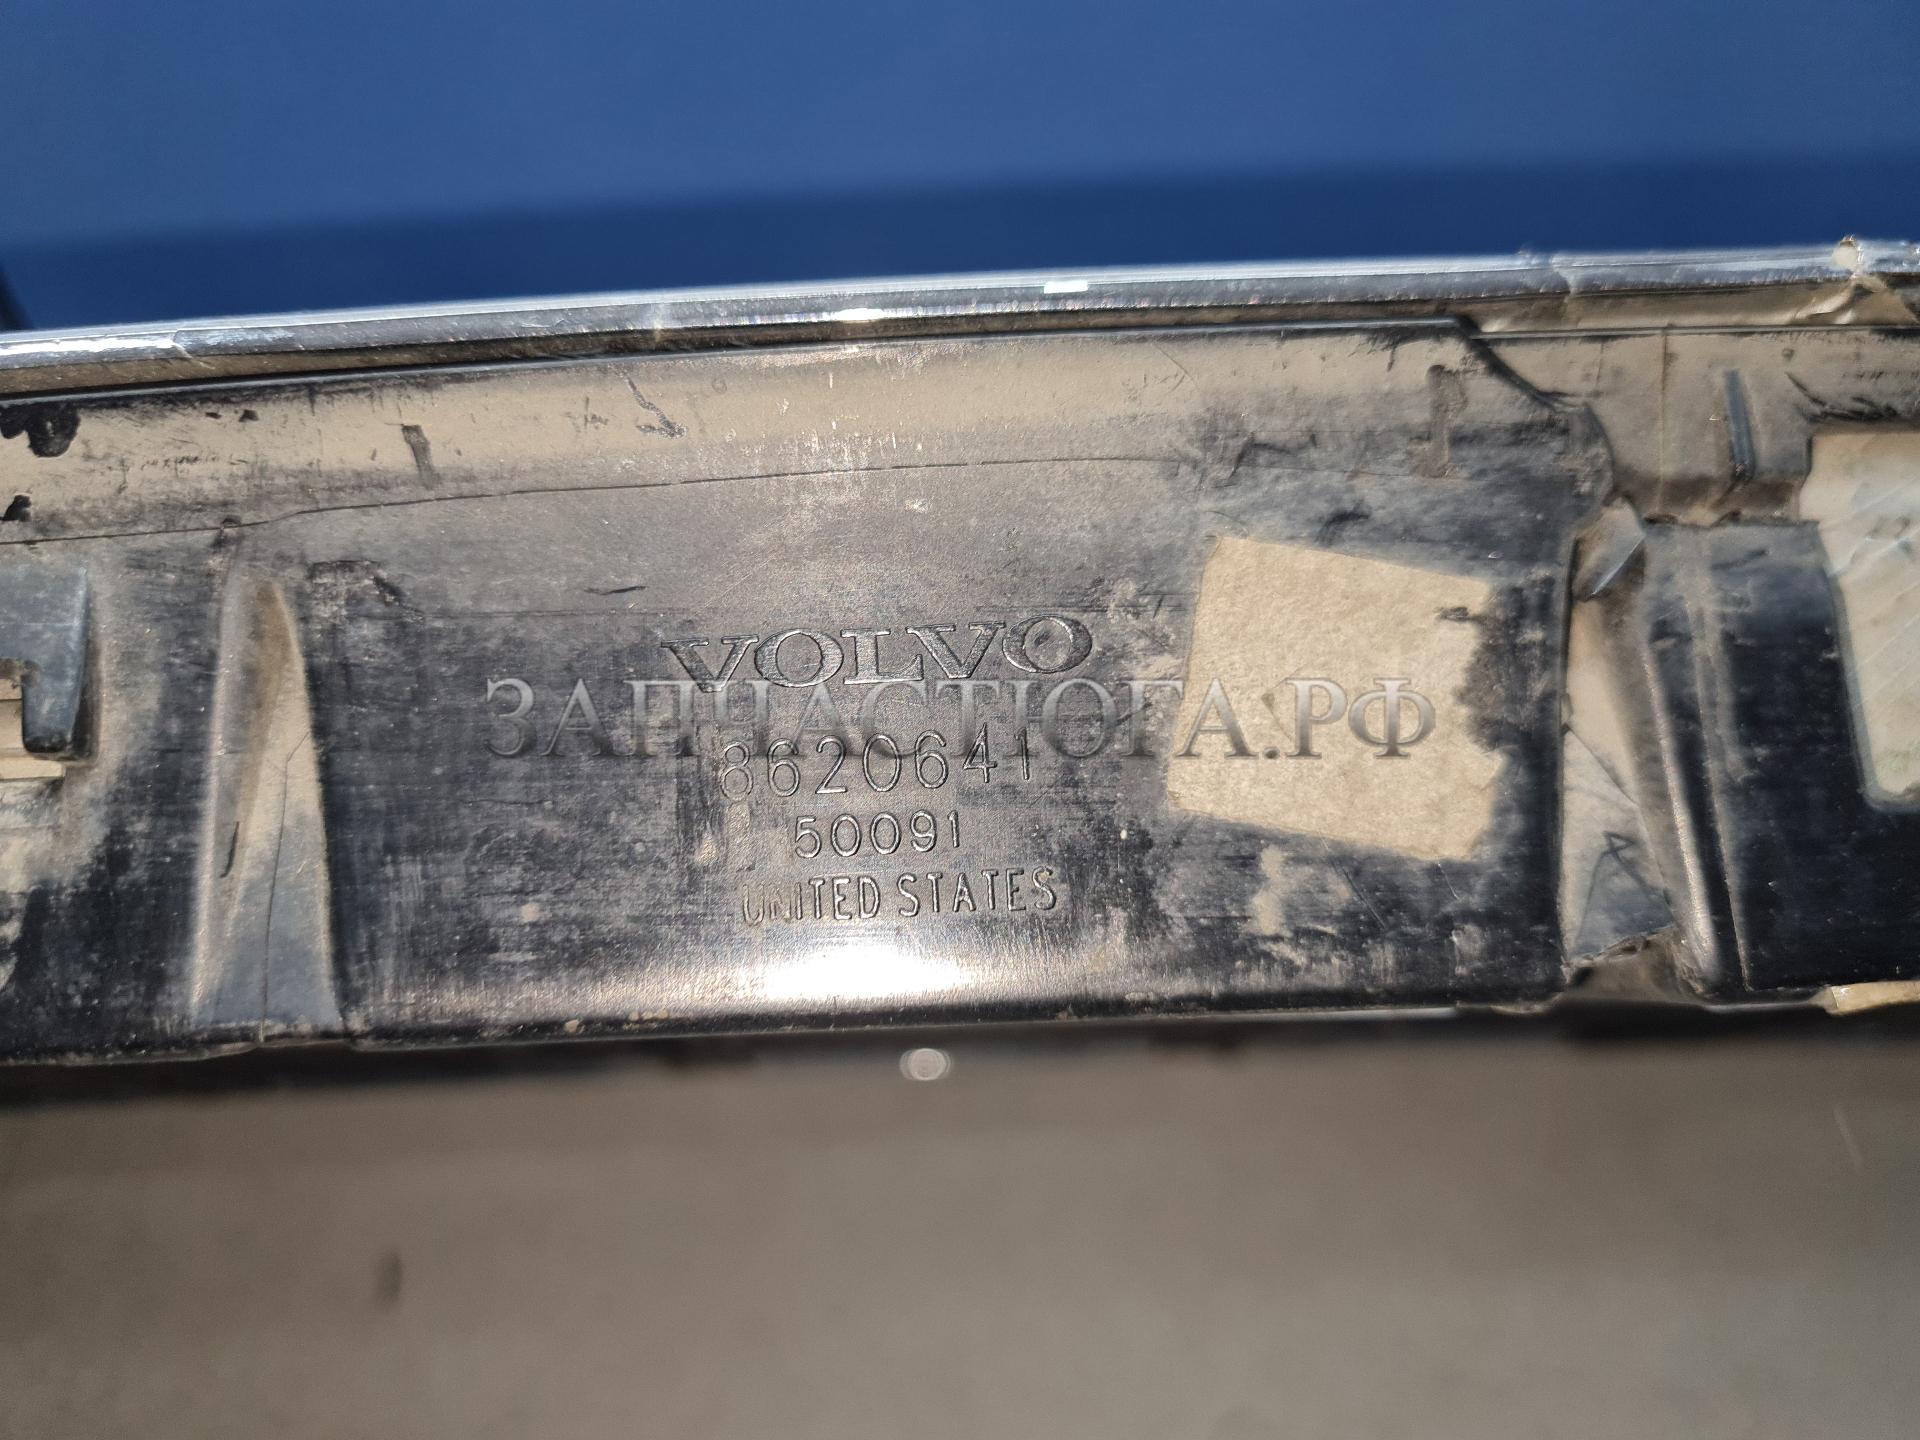 VOLVO
ЗАПЧАСТЮГА.РФ
8620641
50091
UNITED STATES